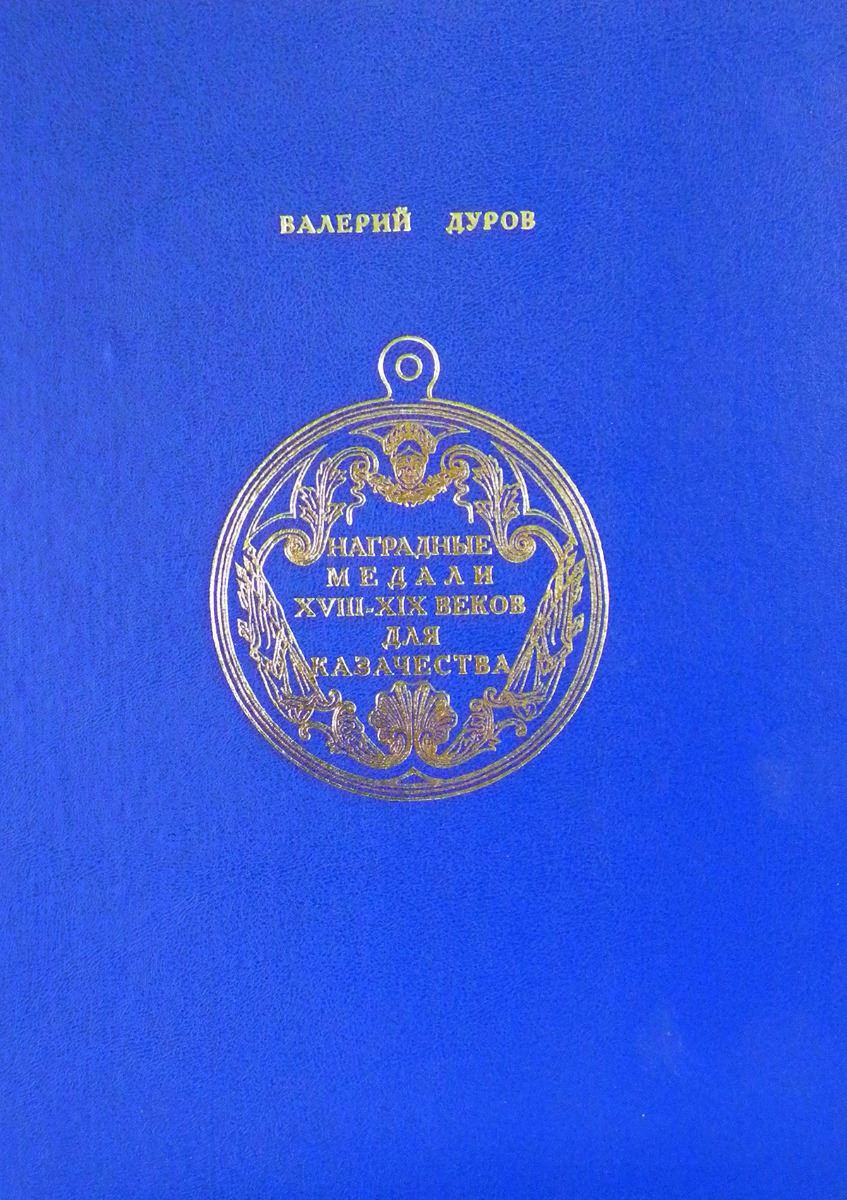 ВАЛЕРИЙ ДУРОВ
НАГРАДНЫЕ
МЕДАЛИ
XVIII-XIX ВЕКОВ
ДЛЯ
КАЗАЧЕСТВА